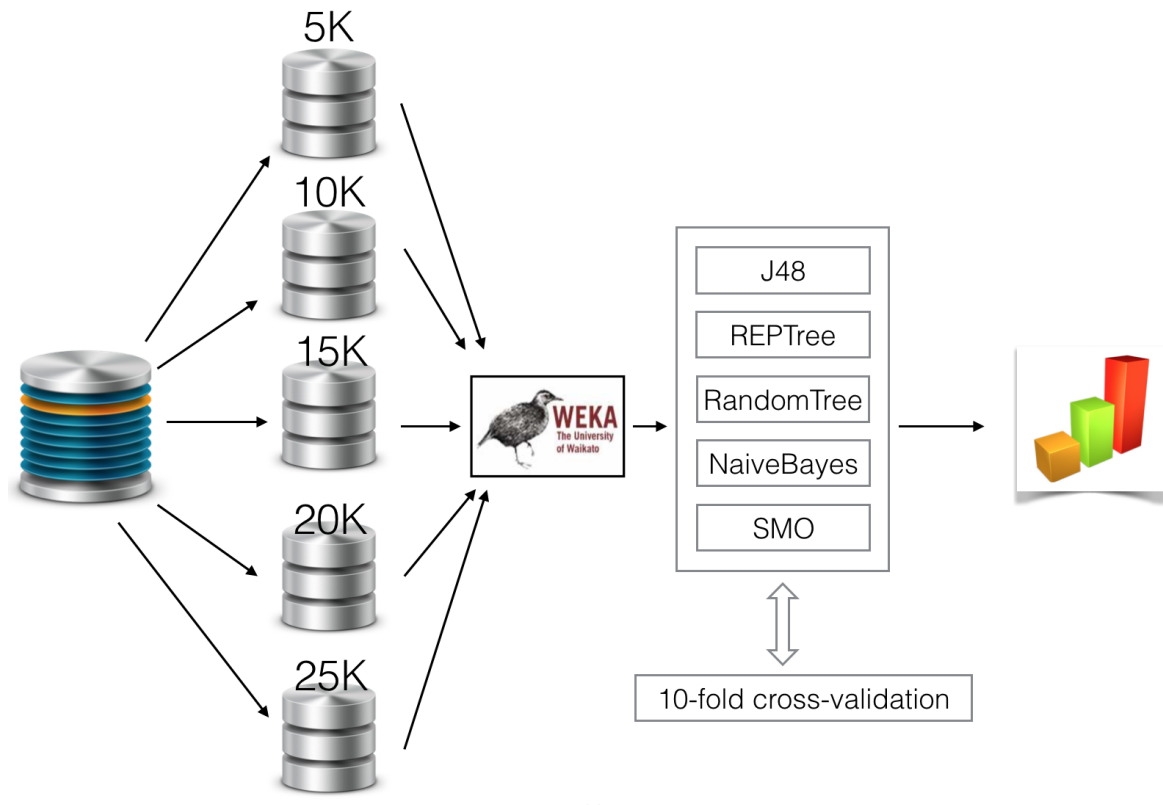 5K
10K
15K
20K
25K
WEKA
The University
of Waikato
J48
REPTree
RandomTree
NaiveBayes
SMO
10-fold cross-validation